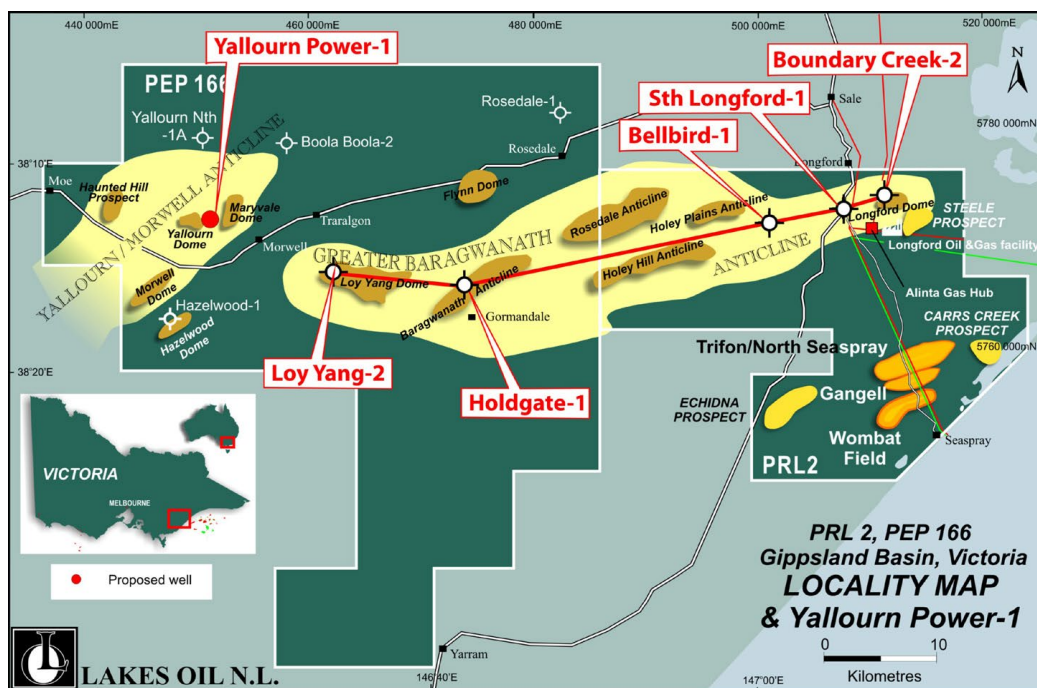 440 000mE
460 000mE
480 000mE
500 000mE
520 000mE
Yallourn Power-1
PEP 166
Boundary Creek-2
N
Sth Longford-1
Rosedale-1
Bellbird-1
Sale
5780 000mN
Yallourn Nth
-1A
Boola Boola-2
Rosedale
Longford
38°10'
Moe
YALLOURN / MORWELL ANTICLINE
Haunted Hill
Prospect
Maryvale
Dome
Yallourn
Dome
Flynn Dome
Traralgon
Morwell
Rosedale Anticline
Holey Plains Anticline
Longford Dome
STEELE
PROSPECT
Longford Oil &Gas facility
GREATER BARAGWANATH
ANTICLINE
Loy Yang Dome
Holey Hill Anticline
Baragwanath Anticline
Morwell
Dome
Hazelwood-1
Hazelwood
Dome
Gormandale
Alinta Gas Hub
CARRS CREEK
PROSPECT
5760 000mN
Trifon/North Seaspray
38°20'
Loy Yang-2
Holdgate-1
Gangell
ECHIDNA
PROSPECT
Wombat
Field
Seaspray
PRL2
VICTORIA
MELBOURNE
Proposed well
PRL 2, PEP 166
Gippsland Basin, Victoria
LOCALITY MAP
& Yallourn Power-1
0
10
Kilometres
Yarram
LAKES OIL N.L.
146°40'E
147°00'E